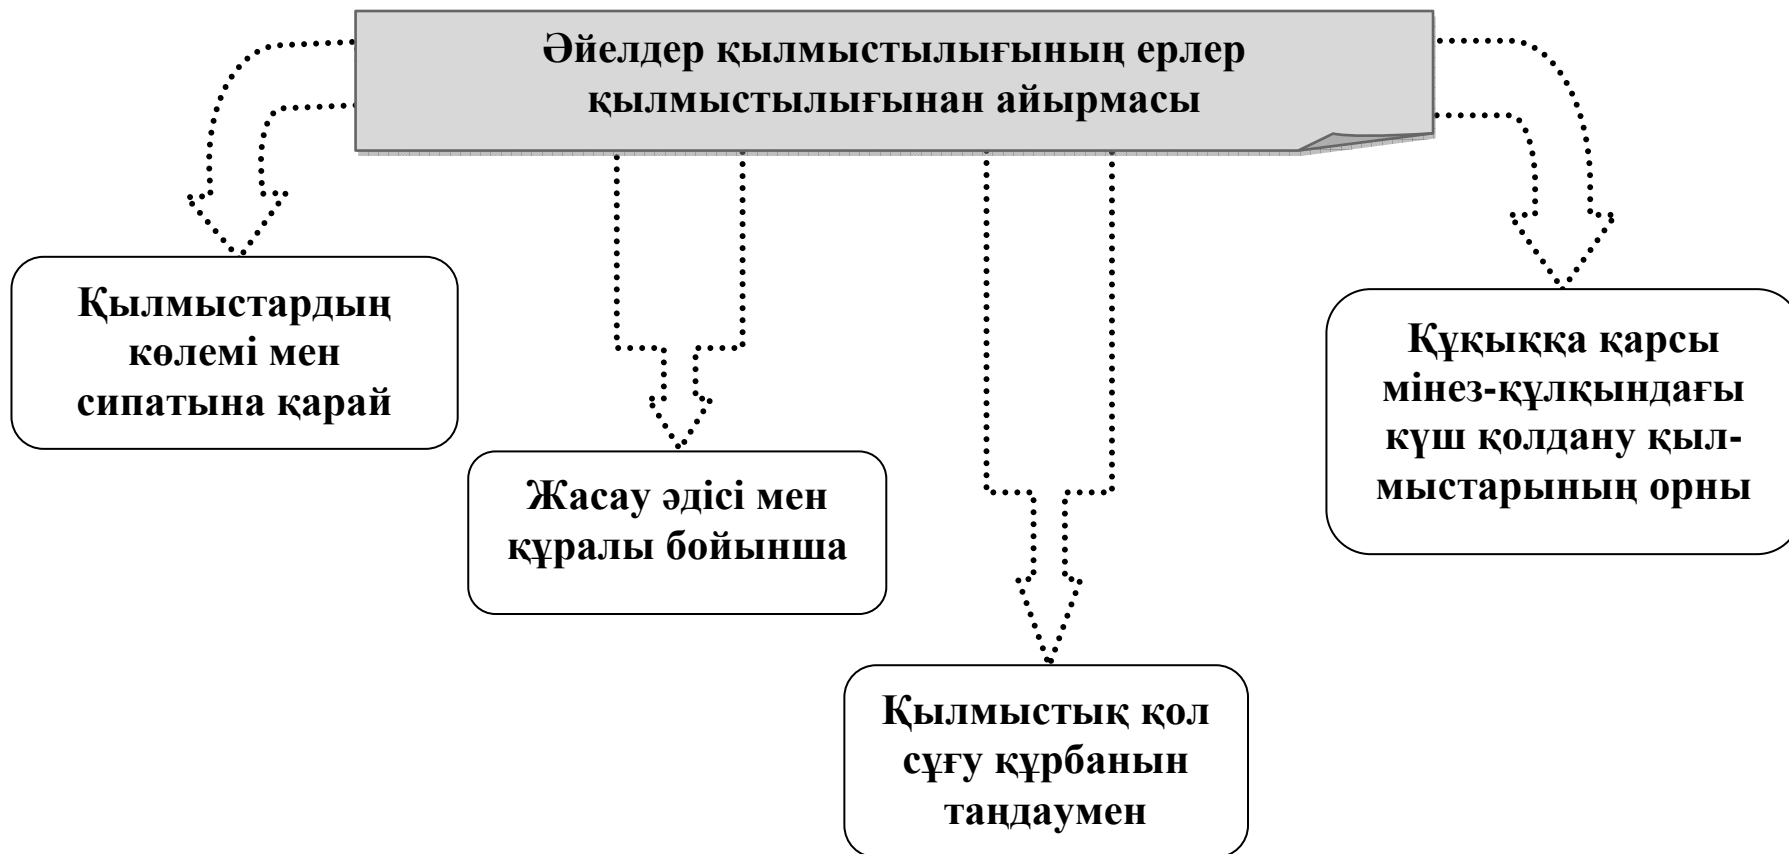 Әйелдер қылмыстылығының ерлер
қылмыстылығынан айырмасы
Қылмыстардың
көлемі мен
сипатына қарай
Жасау әдісі мен
құралы бойынша
Қылмыстық қол
сұғу құрбанын
таңдаумен
Құқыққа қарсы
мінез-құлқындағы
күш қолдану қыл-
мыстарының орны